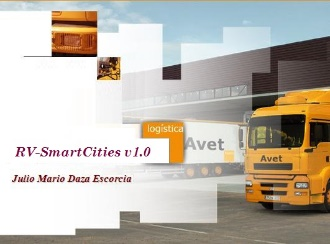 logística
Avet
Avet
RV-SmartCities v1.0
Julio Mario Daza Escorcia